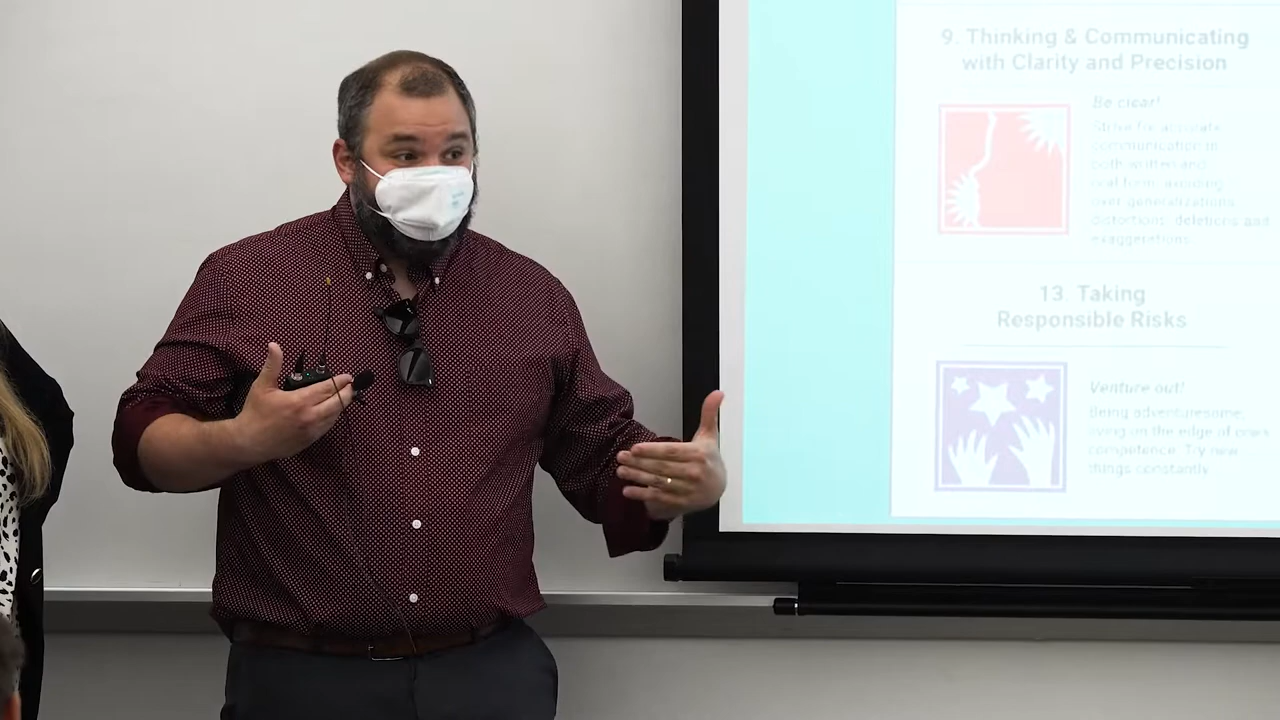 9. Thinking & Communicating
with Clarity and Precision
Be clear!
Strive for accurate
communication in
both written and
oral form; avoiding
over generalizations,
distortions, deletions and
exaggerations.
13. Taking
Responsible Risks
Venture out!
Being adventuresome;
living on the edge of one's
competence. Try new
things constantly.